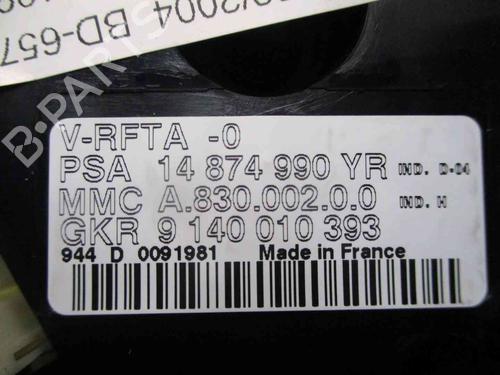 2004 BD-657
B-PARTS
V-RFTA -0
PSA 14 874 990 YR IND. D-04
MMC A.830.002.0.0 IND. H
GKR 9 140 010 393
944 D 0091981 Made in France